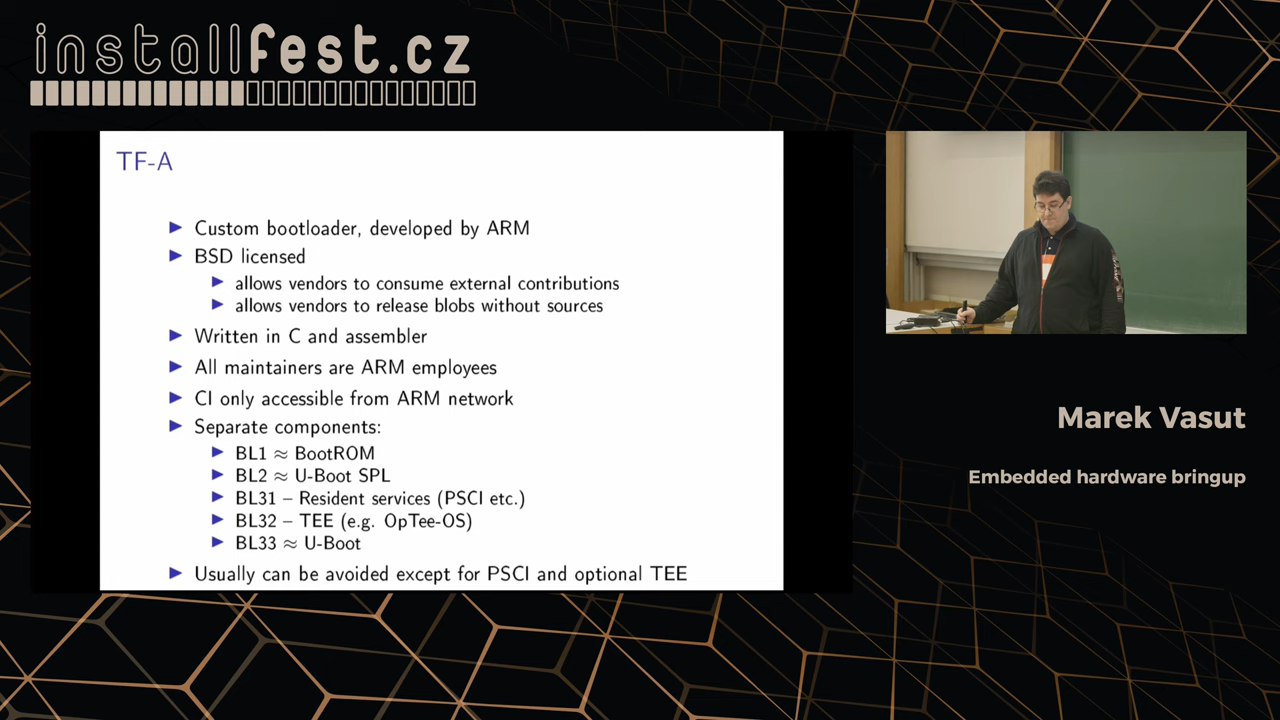 installfest.cz
TF-A
Custom bootloader, developed by ARM
BSD licensed
allows vendors to consume external contributions
allows vendors to release blobs without sources
Written in C and assembler
All maintainers are ARM employees
CI only accessible from ARM network
Separate components:
BL1 ≈ BootROM
BL2 ≈ U-Boot SPL
BL31 – Resident services (PSCI etc.)
BL32 – TEE (e.g. OpTee-OS)
BL33 ≈ U-Boot
Usually can be avoided except for PSCI and optional TEE
Marek Vasut
Embedded hardware bringup